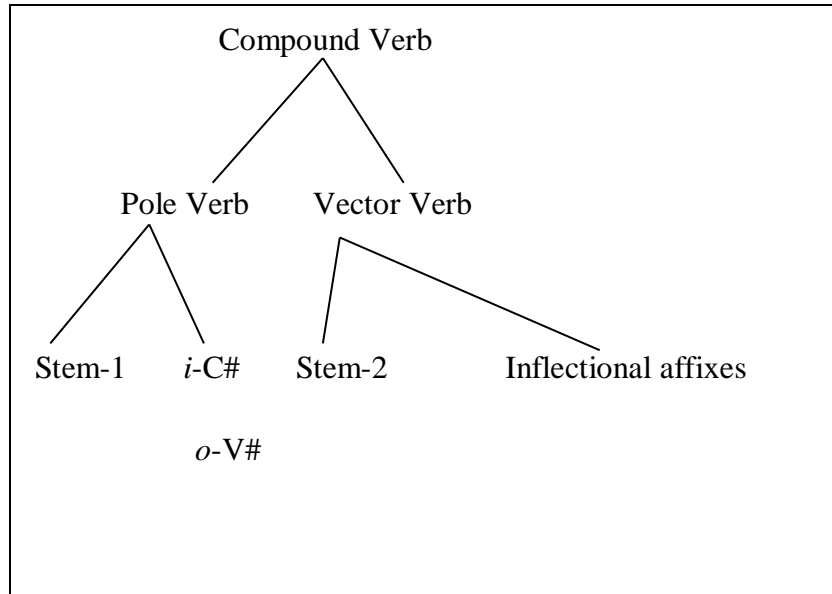 Compound Verb
Pole Verb Vector Verb
Stem-1 i-C# Stem-2 Inflectional affixes
o-V#